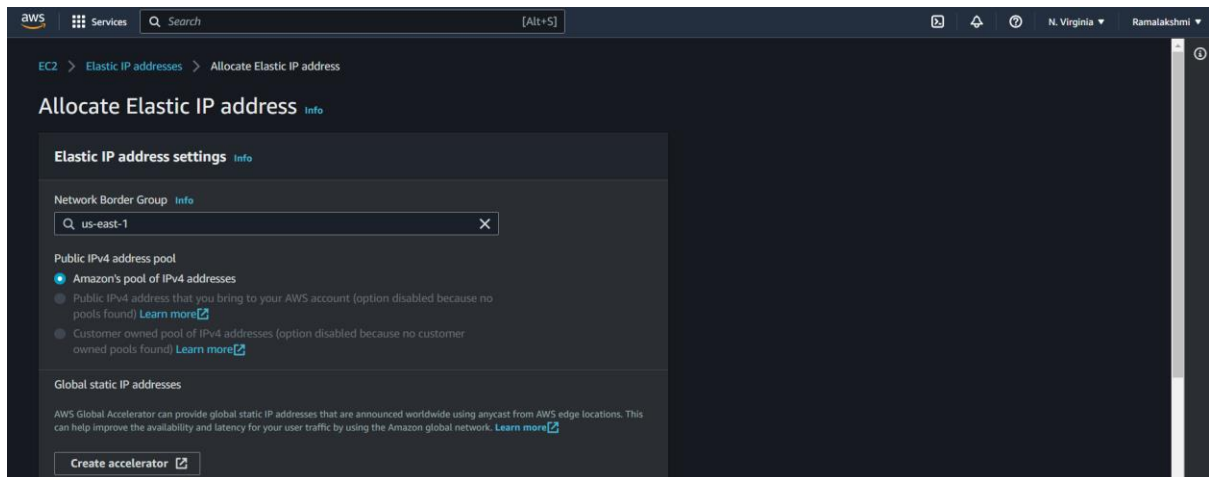 aws Services Search [Alt+S] N. Virginia Ramalakshmi
EC2 > Elastic IP addresses > Allocate Elastic IP address
Allocate Elastic IP address Info
Elastic IP address settings Info
Network Border Group Info
us-east-1
Public IPv4 address pool
Amazon's pool of IPv4 addresses
Public IPv4 address that you bring to your AWS account (option disabled because no
pools found) Learn more
Customer owned pool of IPv4 addresses (option disabled because no customer
owned pools found) Learn more
Global static IP addresses
AWS Global Accelerator can provide global static IP addresses that are announced worldwide using anycast from AWS edge locations. This
can help improve the availability and latency for your user traffic by using the Amazon global network. Learn more
Create accelerator